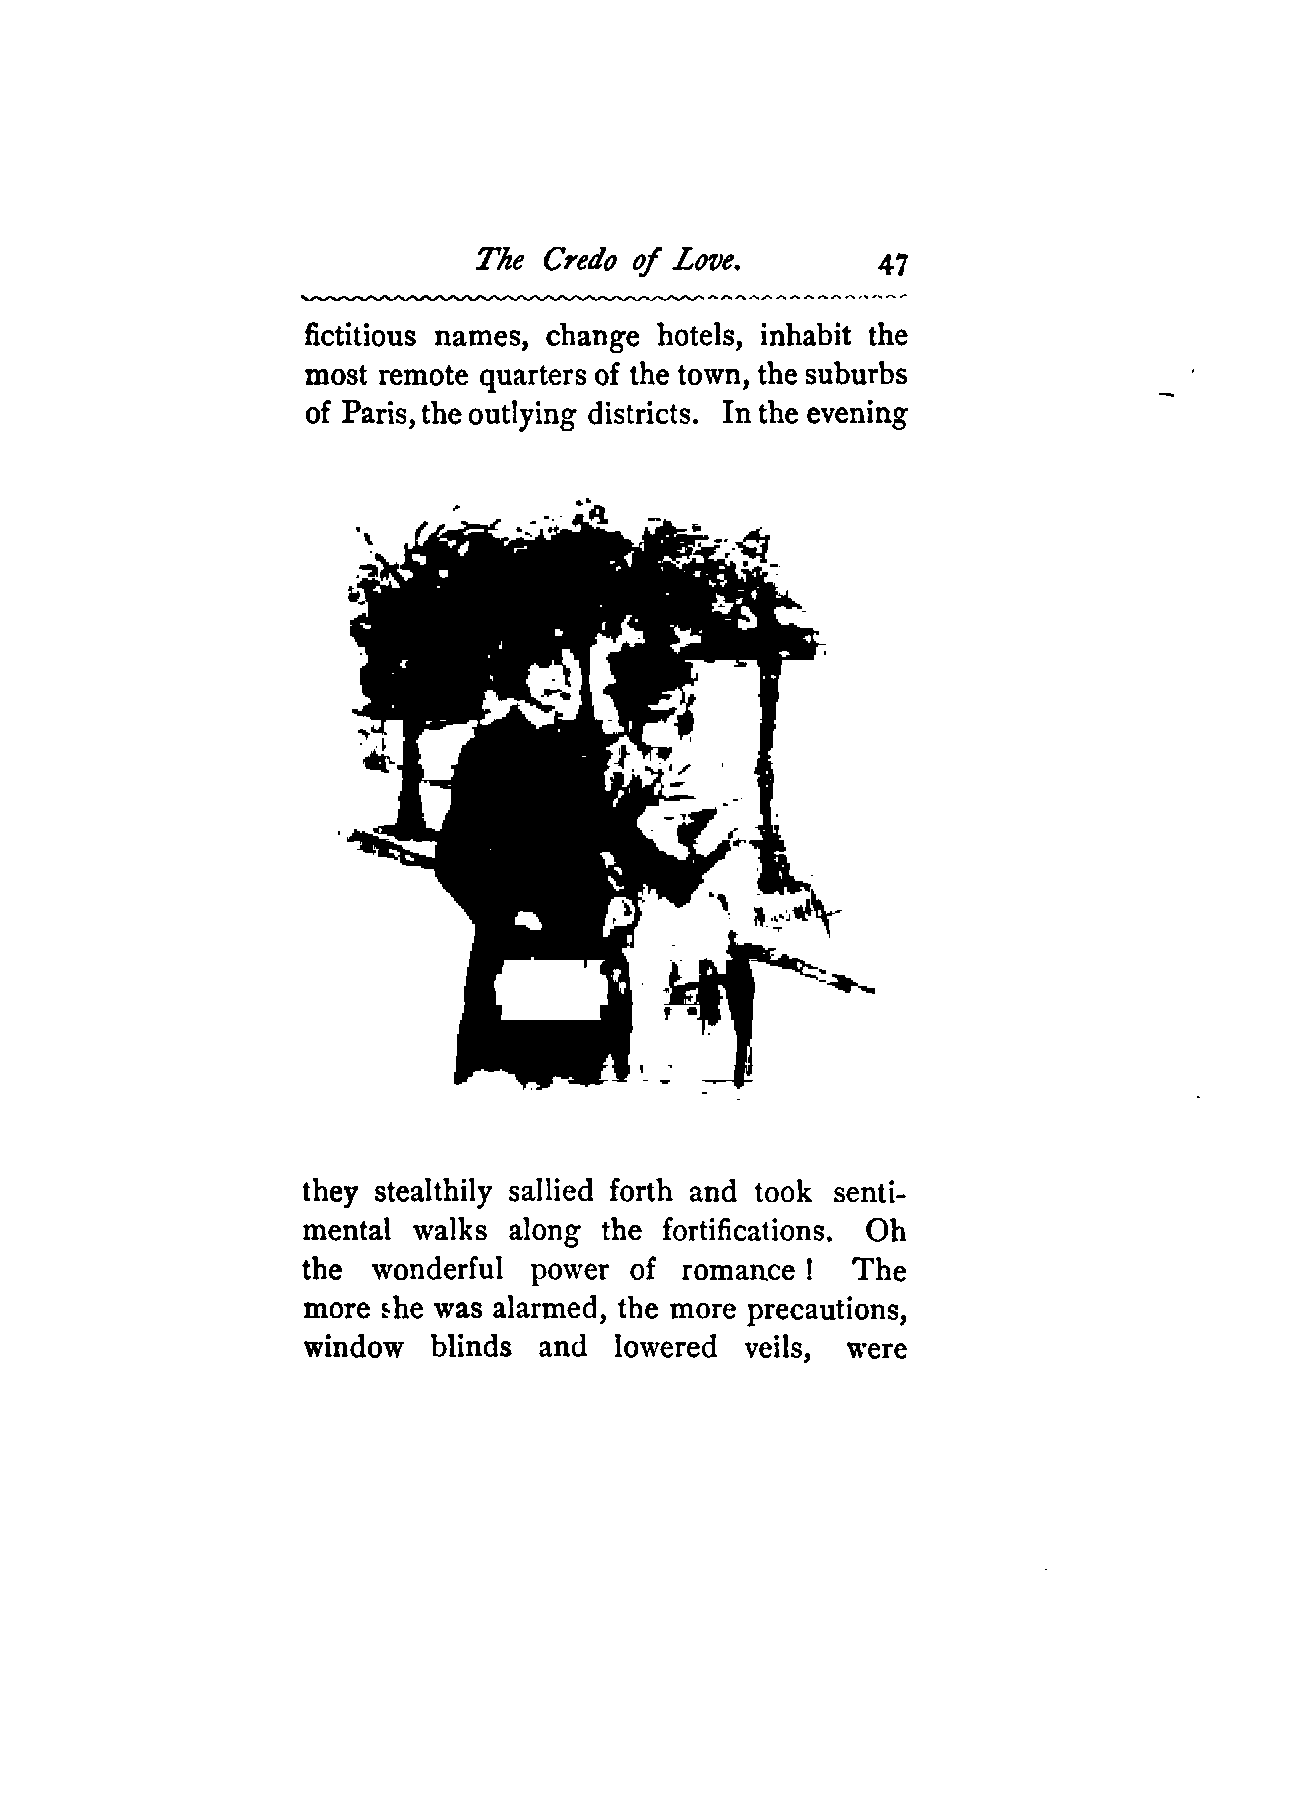 The Credo of Love. 47
fictitious names, change hotels, inhabit the
most remote quarters of the town, the suburbs
of Paris, the outlying districts. In the evening
they stealthily sallied forth and took senti-
mental walks along the fortifications. Oh
the wonderful power of romance ! The
more she was alarmed, the more precautions,
window blinds and lowered veils, were